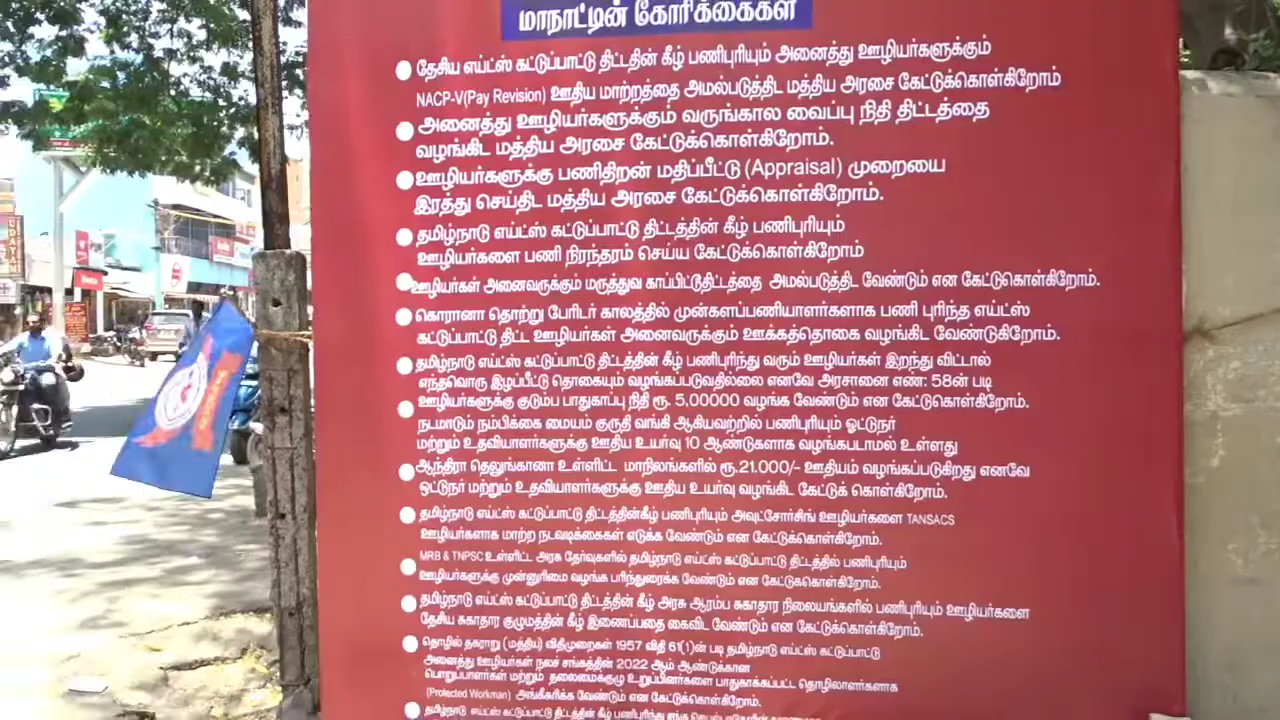 மாநாட்டின் கோரிக்கைகள்
தேசிய எய்ட்ஸ் கட்டுப்பாட்டு திட்டதின் கீழ் பணிபுரியும் அனைத்து ஊழியர்களுக்கும்
NACP-V(Pay Revision) ஊதிய மாற்றத்தை அமல்படுத்திட மத்திய அரசை கேட்டுக்கொள்கிறோம்
அனைத்து ஊழியர்களுக்கும் வருங்கால வைப்பு நிதி திட்டத்தை
வழங்கிட மத்திய அரசை கேட்டுக்கொள்கிறோம்.
ஊழியர்களுக்கு பணிதிறன் மதிப்பீட்டு (Appraisal) முறையை
இரத்து செய்திட மத்திய அரசை கேட்டுக்கொள்கிறோம்.
தமிழ்நாடு எய்ட்ஸ் கட்டுப்பாட்டு திட்டத்தின் கீழ் பணிபுரியும்
ஊழியர்களை பணி நிரந்தரம் செய்ய கேட்டுக்கொள்கிறோம்
ஊழியர்கள் அனைவருக்கும் மருத்துவ காப்பிட்டூதிட்டத்தை அமல்படுத்திட வேண்டும் என கேட்டுகொள்கிறோம்.
கொரானா தொற்று பேரிடர் காலத்தில் முன்களப்பணியாளர்களாக பணி புரிந்த எய்ட்ஸ்
கட்டுப்பாட்டு திட்ட ஊழியர்கள் அனைவருக்கும் ஊக்கத்தொகை வழங்கிட வேண்டுகிறோம்.
தமிழ்நாடு எய்ட்ஸ் கட்டுப்பாட்டு திட்டத்தின் கீழ் பணிபுரிந்து வரும் ஊழியர்கள் இறந்து விட்டால்
எந்தவொரு இழப்பீட்டு தொகையும் வழங்கப்படுவதில்லை எனவே அரசானை எண்: 58ன் படி
ஊழியர்களுக்கு குடும்ப பாதுகாப்பு நிதி ரூ. 5,00000 வழங்க வேண்டும் என கேட்டுகொள்கிறோம்.
நடமாடும் நம்பிக்கை மையம் குருதி வங்கி ஆகியவற்றில் பணிபுரியும் ஓட்டுநர்
மற்றும் உதவியாளர்களுக்கு ஊதிய உயர்வு 10 ஆண்டுகளாக வழங்கபடாமல் உள்ளது
ஆந்திரா தெலுங்கானா உள்ளிட்ட மாநிலங்களில் ரூ.21,000/- ஊதியம் வழங்கப்படுகிறது எனவே
ஒட்டுநர் மற்றும் உதவியாளர்களுக்கு ஊதிய உயர்வு வழங்கிட கேட்டுக் கொள்கிறோம்.
தமிழ்நாடு எய்ட்ஸ் கட்டுப்பாட்டு திட்டத்தின்கீழ் பணிபுரியும் அவுட்சோர்சிங் ஊழியர்களை TANSACS
ஊழியர்களாக மாற்ற நடவடிக்கைகள் எடுக்க வேண்டும் என கேட்டுக்கொள்கிறோம்.
MRB & TNPSC உள்ளிட்ட அரசு தேர்வுகளில் தமிழ்நாடு எய்ட்ஸ் கட்டுப்பாட்டு திட்டத்தில் பணிபுரியும்
ஊழியர்களுக்கு முன்னுரிமை வழங்க பரிந்துரைக்க வேண்டும் என கேட்டுகொள்கிறோம்.
தமிழ்நாடு எய்ட்ஸ் கட்டுப்பாட்டு திட்டத்தின் கீழ் அரசு ஆரம்ப சுகாதார நிலையங்களில் பணிபுரியும் ஊழியர்களை
தேசிய சுகாதார குழுமத்தின் கீழ் இணைப்பதை கைவிட வேண்டும் என கேட்டுக்கொள்கிறோம்.
தொழில் தகராறு (மத்திய) விதிமுறைகள் 1957 விதி 61(1)ன் படி தமிழ்நாடு எய்ட்ஸ் கட்டுப்பாட்டு
அனைத்து ஊழியர்கள் நலச் சங்கத்தின் 2022 ஆம் ஆண்டுக்கான
பொறுப்பாளர்கள் மற்றும் தலைமைக்குழு உறுப்பினர்களை பாதுகாக்கப்பட்ட தொழிலாளர்களாக
(Protected Workman) அங்கீகரிக்க வேண்டும் என கேட்டுக்கொள்கிறோம்.
தமிழ்நாடு எய்ட்ஸ் கட்டுப்பாட்டு திட்டத்தின் கீழ் பணிபுரிந்து